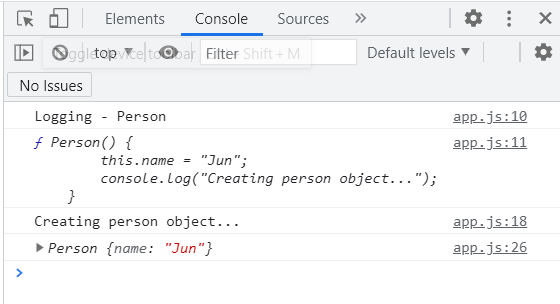 Elements Console Sources
top Filter Default levels
Toggle device toolbar Ctrl + Shift + M
No Issues
Logging - Person app.js:10
ƒ Person() { app.js:11
this.name = "Jun";
console.log("Creating person object...");
}
Creating person object... app.js:18
Person {name: "Jun"} app.js:26